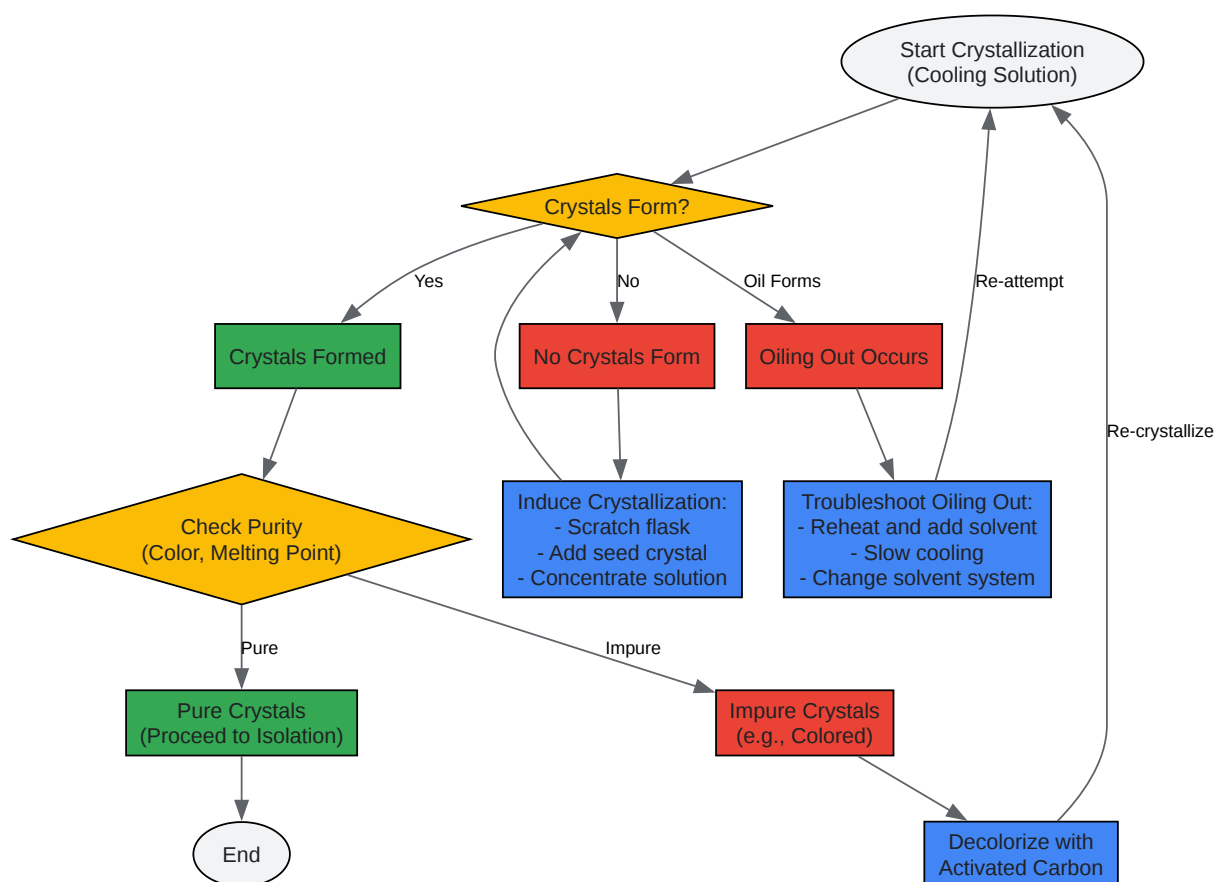 Start Crystallization
(Cooling Solution)
Crystals Form?
Yes
No
Oil Forms
Re-attempt
Crystals Formed
No Crystals Form
Oiling Out Occurs
Re-crystallize
Check Purity
(Color, Melting Point)
Induce Crystallization:
- Scratch flask
- Add seed crystal
- Concentrate solution
Troubleshoot Oiling Out:
- Reheat and add solvent
- Slow cooling
- Change solvent system
Pure
Impure
Pure Crystals
(Proceed to Isolation)
Impure Crystals
(e.g., Colored)
End
Decolorize with
Activated Carbon